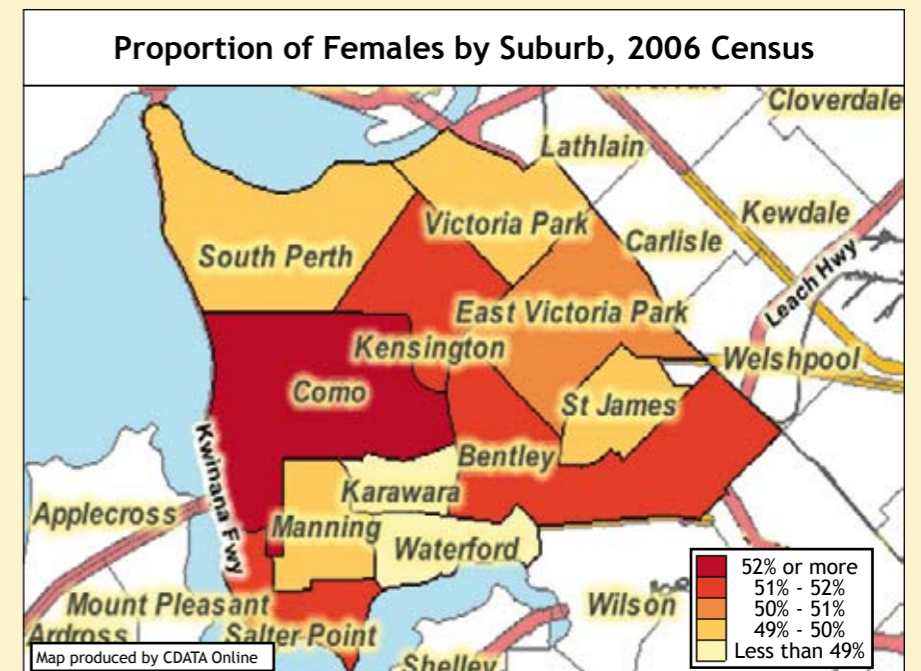 Proportion of Females by Suburb, 2006 Census
Cloverdale
Lathlain
Kewdale
Victoria Park
Carlisle
South Perth
Leach Hwy
East Victoria Park
Kensington
Welshpool
Como
St James
Kwinana Fwy
Bentley
Karawara
Applecross
Manning
Waterford
Mount Pleasant
Wilson
Ardross
Salter Point
Shelley
52% or more
51% - 52%
50% - 51%
49% - 50%
Less than 49%
Map produced by CDATA Online